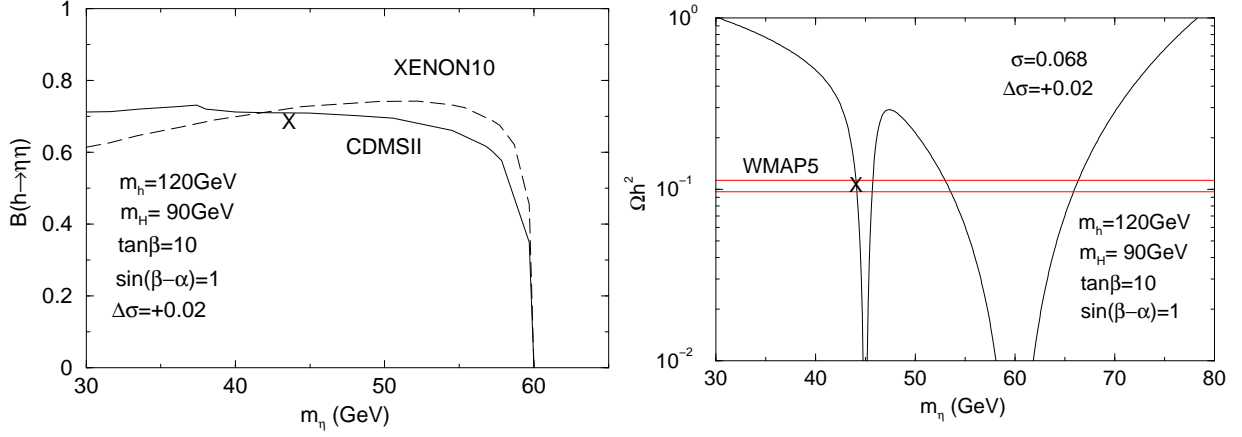 1
0.8
0.6
0.4
0.2
0
B(h→ηη)
XENON10
X
CDMSII
m_h=120GeV
m_H= 90GeV
tanβ=10
sin(β−α)=1
Δσ=+0.02
30 40 50 60
m_η (GeV)
10^0
10^−1
10^−2
Ωh^2
σ=0.068
Δσ=+0.02
WMAP5
X
m_h=120GeV
m_H= 90GeV
tanβ=10
sin(β−α)=1
30 40 50 60 70 80
m_η (GeV)